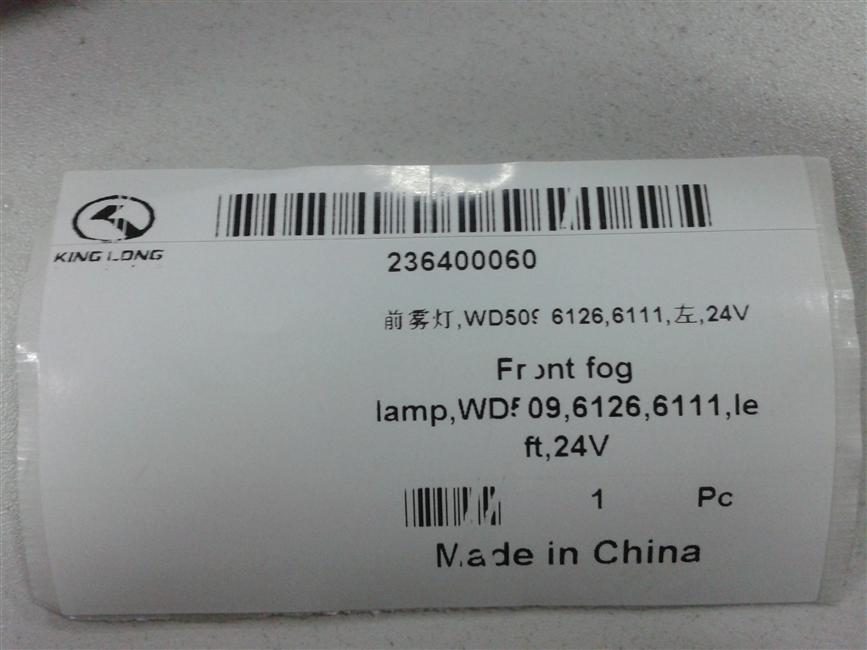 KING LONG
236400060
前雾灯,WD509,6126,6111,左,24V
Front fog
lamp,WD509,6126,6111,le
ft,24V
1 Pc
Made in China